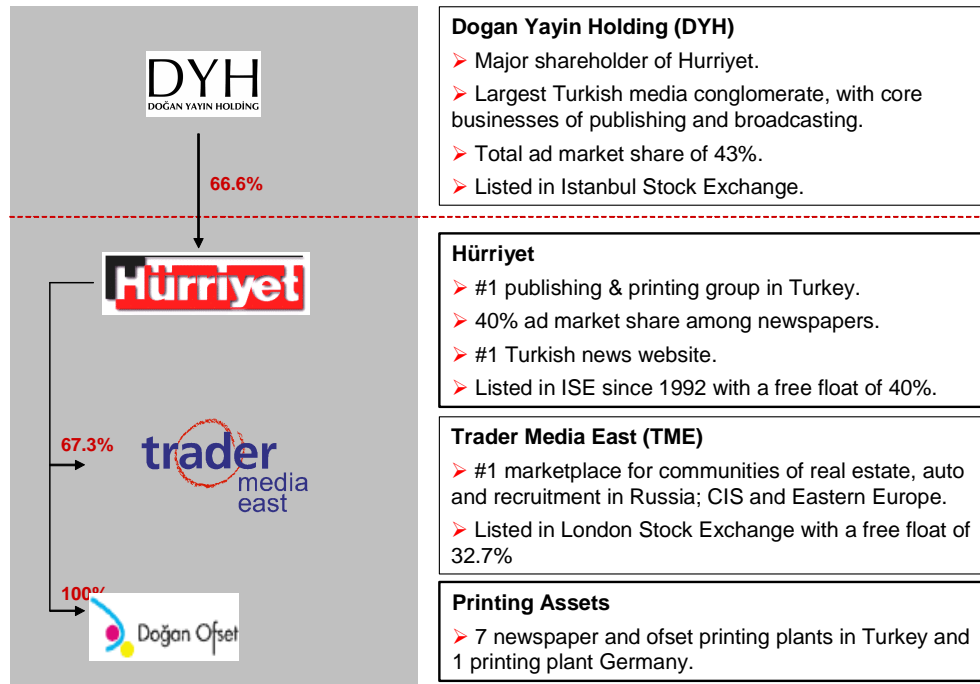 DYH
DOĞAN YAYIN HOLDİNG
66.6%
Hürriyet
67.3%
trader
media
east
100%
Doğan Ofset
Dogan Yayin Holding (DYH)
➢ Major shareholder of Hurriyet.
➢ Largest Turkish media conglomerate, with core
businesses of publishing and broadcasting.
➢ Total ad market share of 43%.
➢ Listed in Istanbul Stock Exchange.
Hürriyet
➢ #1 publishing & printing group in Turkey.
➢ 40% ad market share among newspapers.
➢ #1 Turkish news website.
➢ Listed in ISE since 1992 with a free float of 40%.
Trader Media East (TME)
➢ #1 marketplace for communities of real estate, auto
and recruitment in Russia; CIS and Eastern Europe.
➢ Listed in London Stock Exchange with a free float of
32.7%
Printing Assets
➢ 7 newspaper and ofset printing plants in Turkey and
1 printing plant Germany.